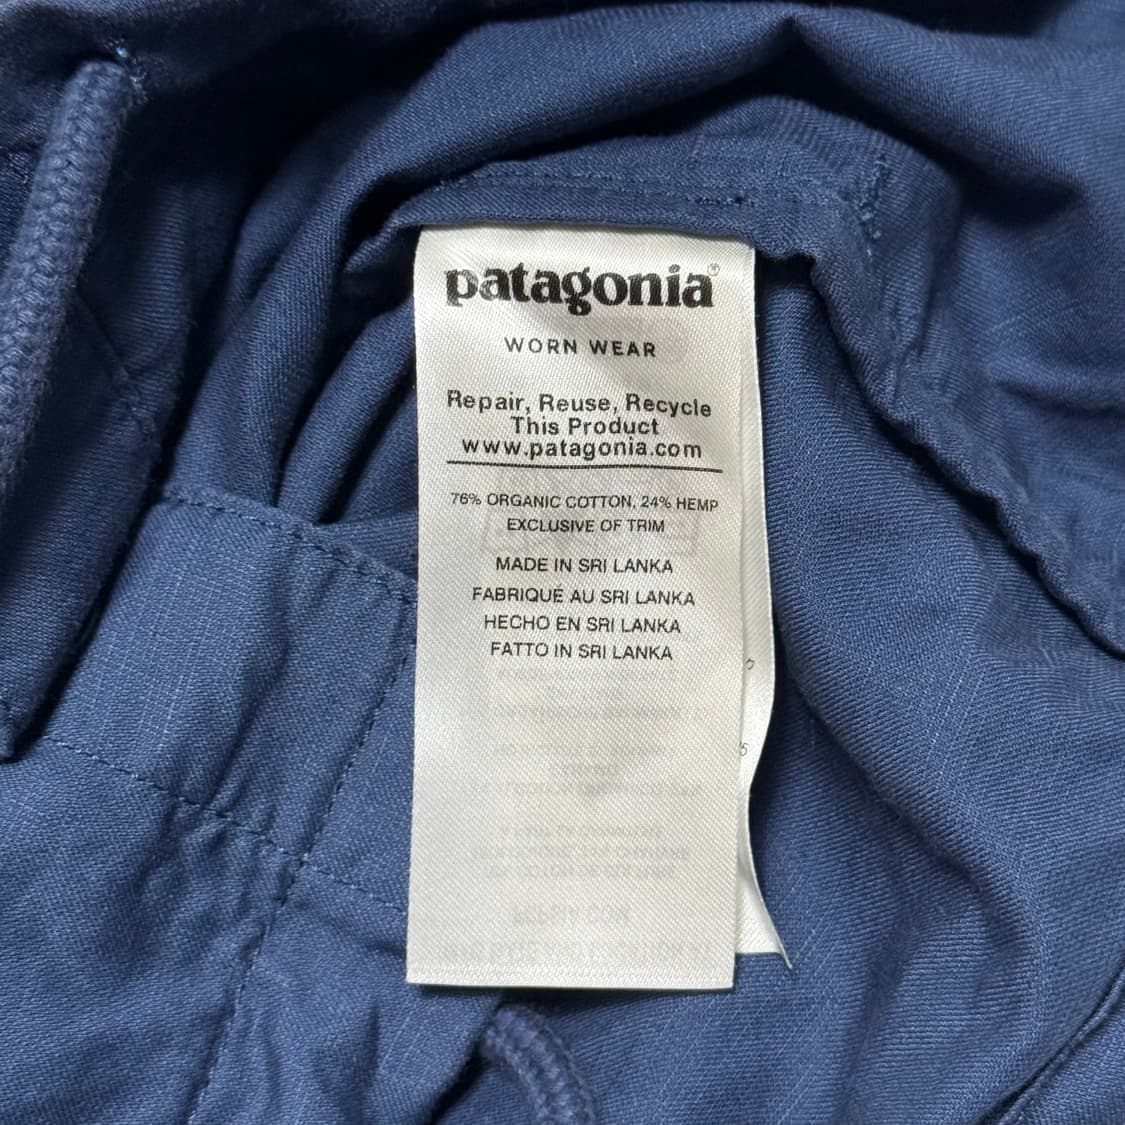 patagonia®
WORN WEAR
Repair, Reuse, Recycle
This Product
www.patagonia.com
76% ORGANIC COTTON, 24% HEMP
EXCLUSIVE OF TRIM
MADE IN SRI LANKA
FABRIQUÉ AU SRI LANKA
HECHO EN SRI LANKA
FATTO IN SRI LANKA